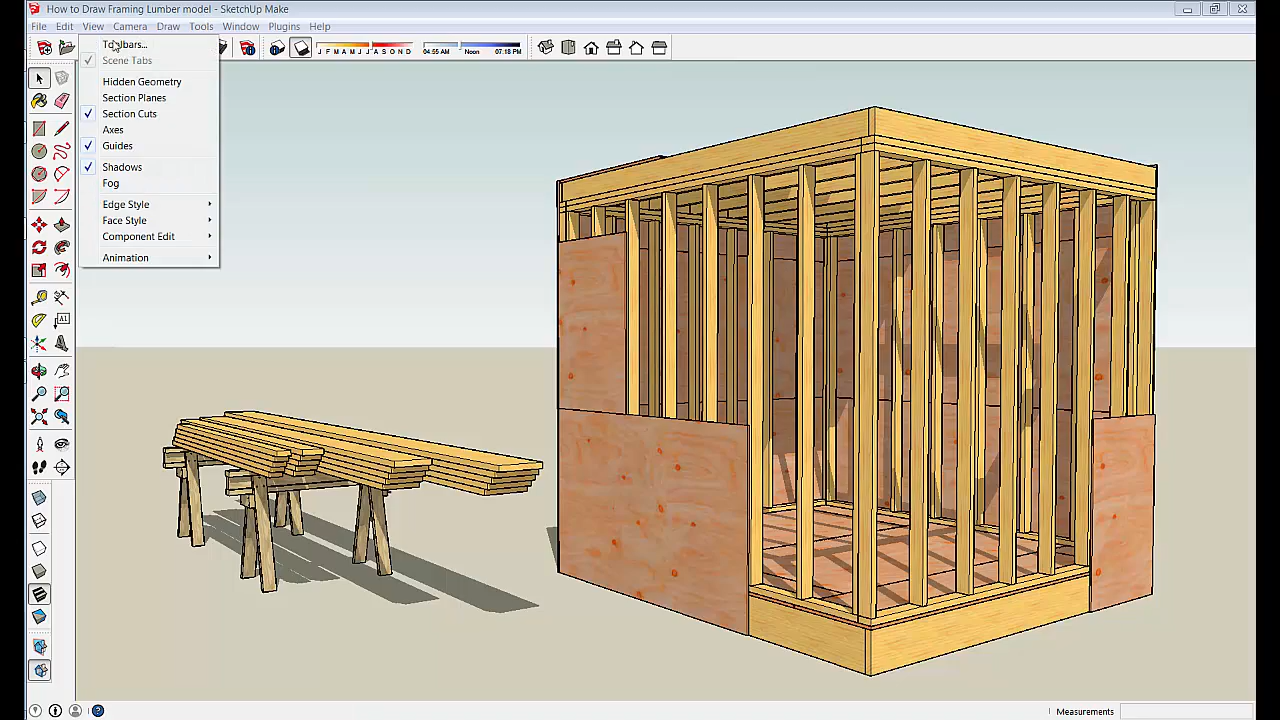 How to Draw Framing Lumber model - SketchUp Make
File Edit View Camera Draw Tools Window Plugins Help
Toolbars...
J F M A M J J A S O N D
04:55 AM Noon 07:18 PM
Scene Tabs
Hidden Geometry
Section Planes
Section Cuts
Axes
Guides
Shadows
Fog
Edge Style
Face Style
Component Edit
Animation
A1
Measurements